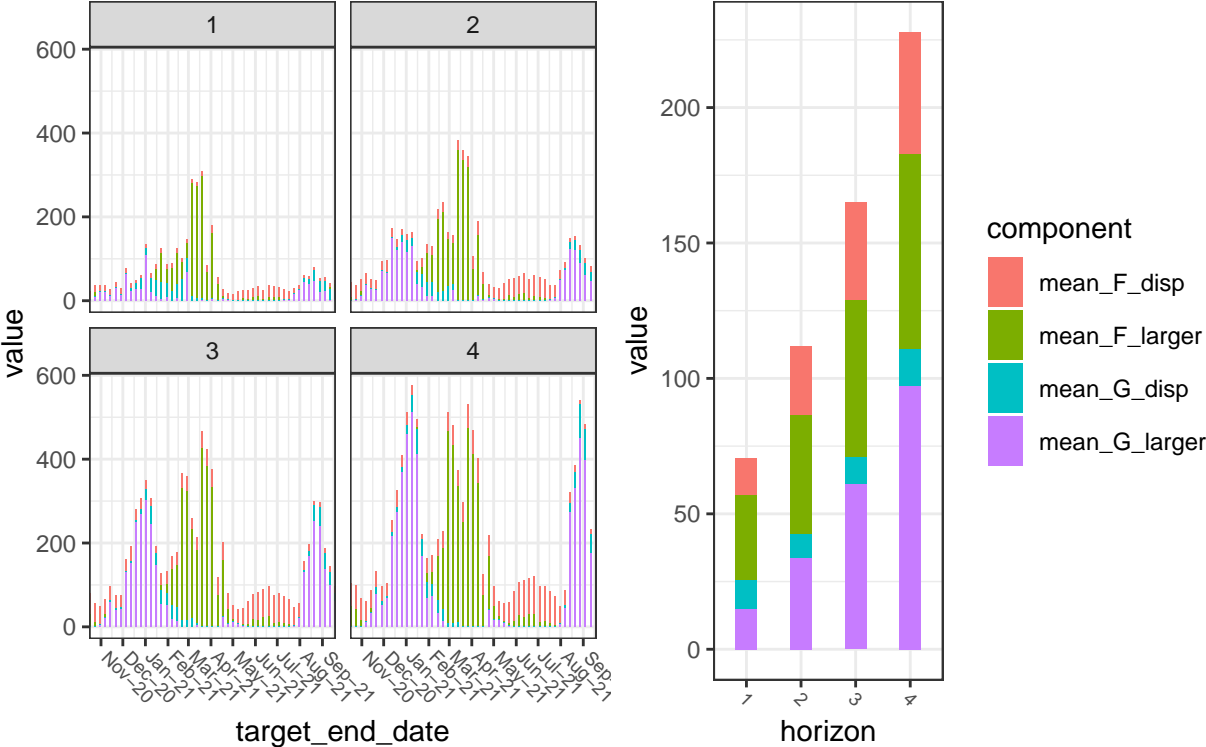 1
2
600
400
200
0
value
3
4
600
400
200
0
Nov−20
Dec−20
Jan−21
Feb−21
Mar−21
Apr−21
May−21
Jun−21
Jul−21
Aug−21
Sep−21
Nov−20
Dec−20
Jan−21
Feb−21
Mar−21
Apr−21
May−21
Jun−21
Jul−21
Aug−21
Sep−21
target_end_date
value
200
150
100
50
0
1
2
3
4
horizon
component
mean_F_disp
mean_F_larger
mean_G_disp
mean_G_larger